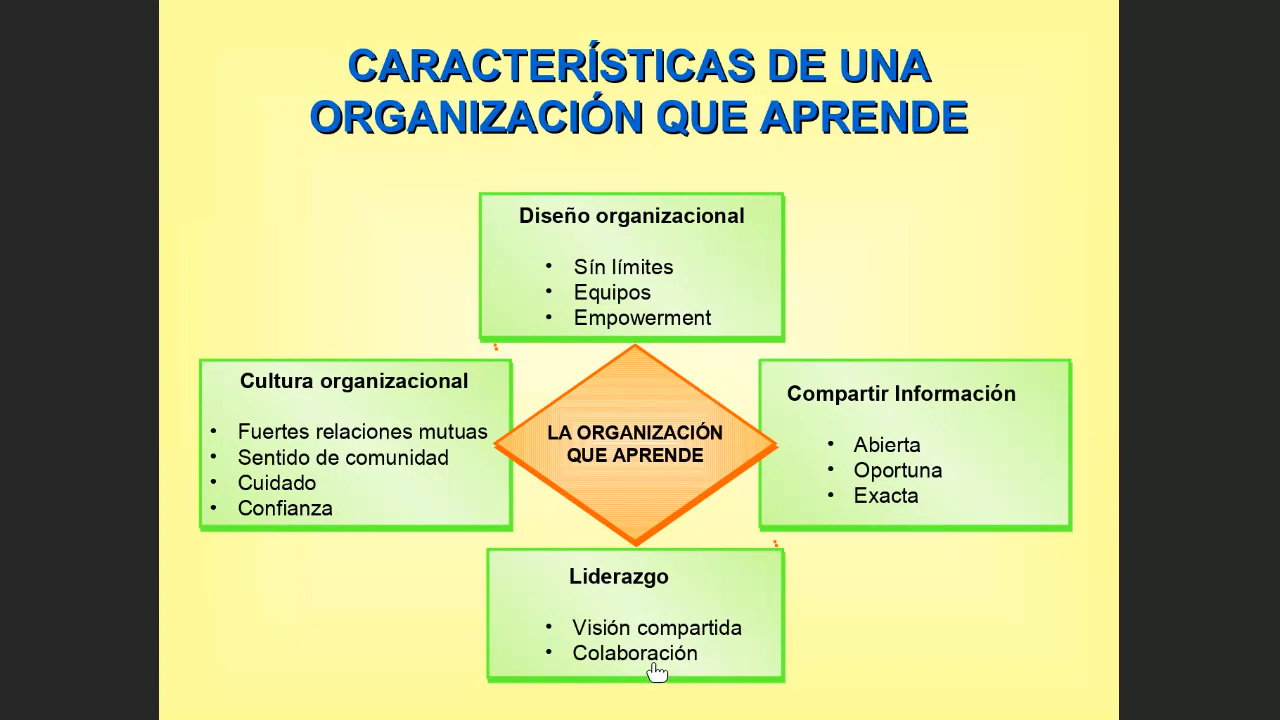 CARACTERÍSTICAS DE UNA
ORGANIZACIÓN QUE APRENDE
Diseño organizacional
• Sín límites
• Equipos
• Empowerment
Cultura organizacional
• Fuertes relaciones mutuas
• Sentido de comunidad
• Cuidado
• Confianza
LA ORGANIZACIÓN
QUE APRENDE
Compartir Información
• Abierta
• Oportuna
• Exacta
Liderazgo
• Visión compartida
• Colaboración